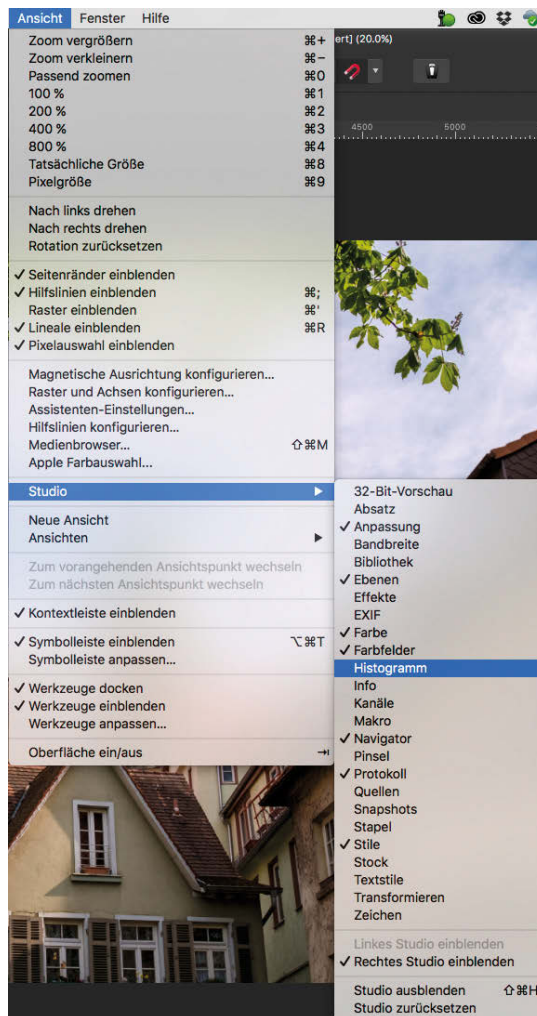 Ansicht Fenster Hilfe
Zoom vergrößern ⌘+
Zoom verkleinern ⌘−
Passend zoomen ⌘0
100 % ⌘1
200 % ⌘2
400 % ⌘3
800 % ⌘4
Tatsächliche Größe ⌘8
Pixelgröße ⌘9
Nach links drehen
Nach rechts drehen
Rotation zurücksetzen
✓ Seitenränder einblenden
✓ Hilfslinien einblenden ⌘;
Raster einblenden ⌘'
✓ Lineale einblenden ⌘R
✓ Pixelauswahl einblenden
Magnetische Ausrichtung konfigurieren...
Raster und Achsen konfigurieren...
Assistenten-Einstellungen...
Hilfslinien konfigurieren...
Medienbrowser... ⇧⌘M
Apple Farbauswahl...
Studio ▶
Neue Ansicht
Ansichten ▶
Zum vorangehenden Ansichtspunkt wechseln
Zum nächsten Ansichtspunkt wechseln
✓ Kontextleiste einblenden
✓ Symbolleiste einblenden ⌥⌘T
Symbolleiste anpassen...
✓ Werkzeuge docken
✓ Werkzeuge einblenden
Werkzeuge anpassen...
Oberfläche ein/aus ⇥
ert] (20.0%)
4500 5000
32-Bit-Vorschau
Absatz
✓ Anpassung
Bandbreite
Bibliothek
✓ Ebenen
Effekte
EXIF
✓ Farbe
✓ Farbfelder
Histogramm
Info
Kanäle
Makro
✓ Navigator
Pinsel
✓ Protokoll
Quellen
Snapshots
Stapel
✓ Stile
Stock
Textstile
Transformieren
Zeichen
Linkes Studio einblenden
✓ Rechtes Studio einblenden
Studio ausblenden ⇧⌘H
Studio zurücksetzen